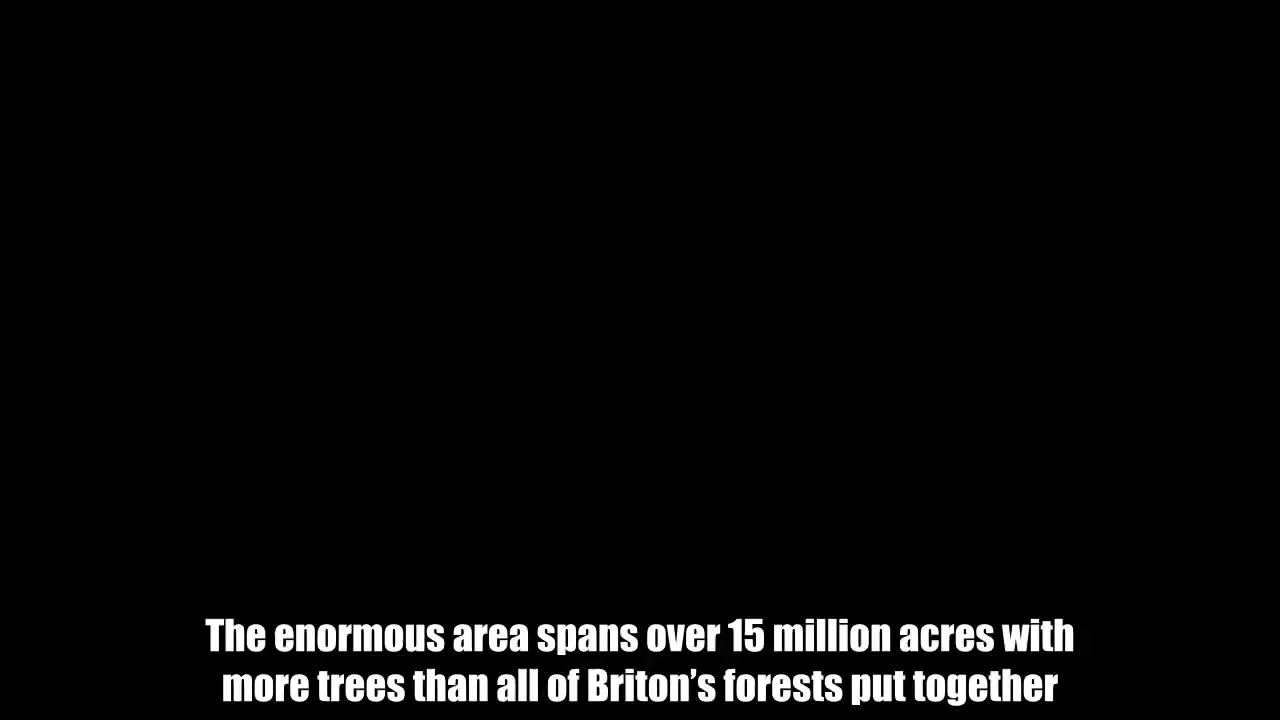 The enormous area spans over 15 million acres with
more trees than all of Briton’s forests put together